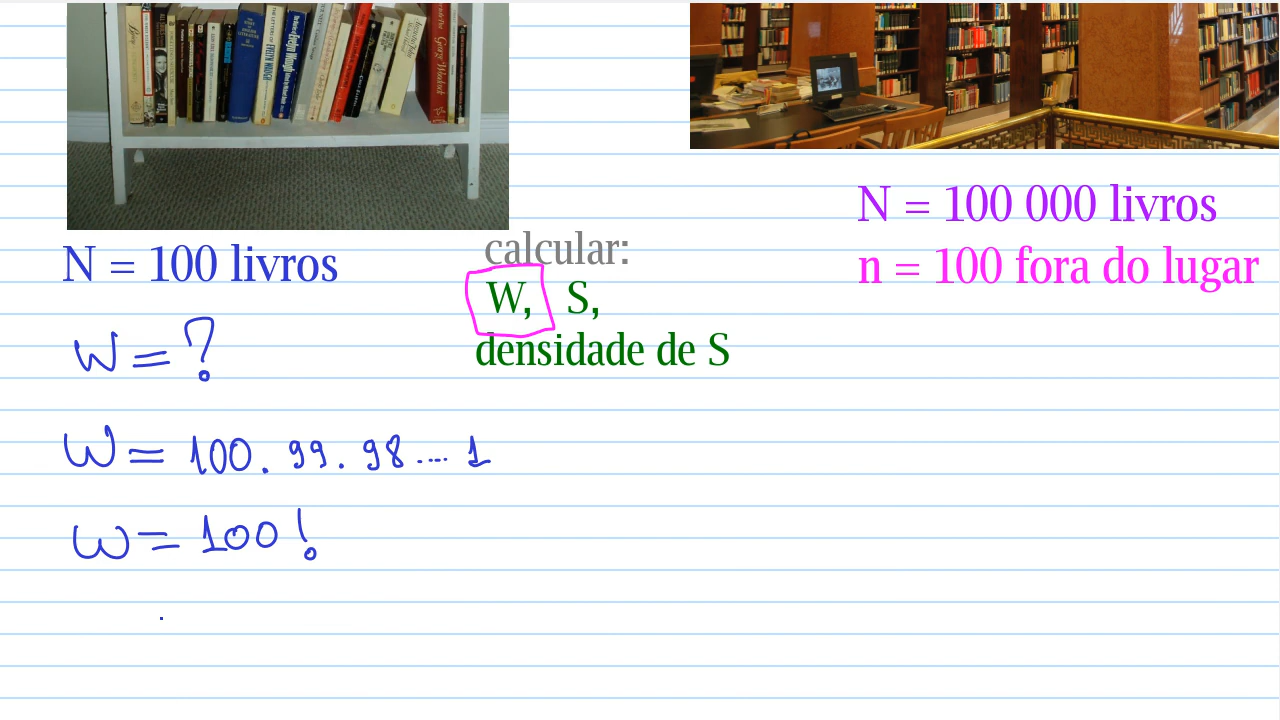 N = 100 livros
W = ?
W = 100 . 99 . 98 .... 1
W = 100!
calcular:
W, S,
densidade de S
N = 100 000 livros
n = 100 fora do lugar